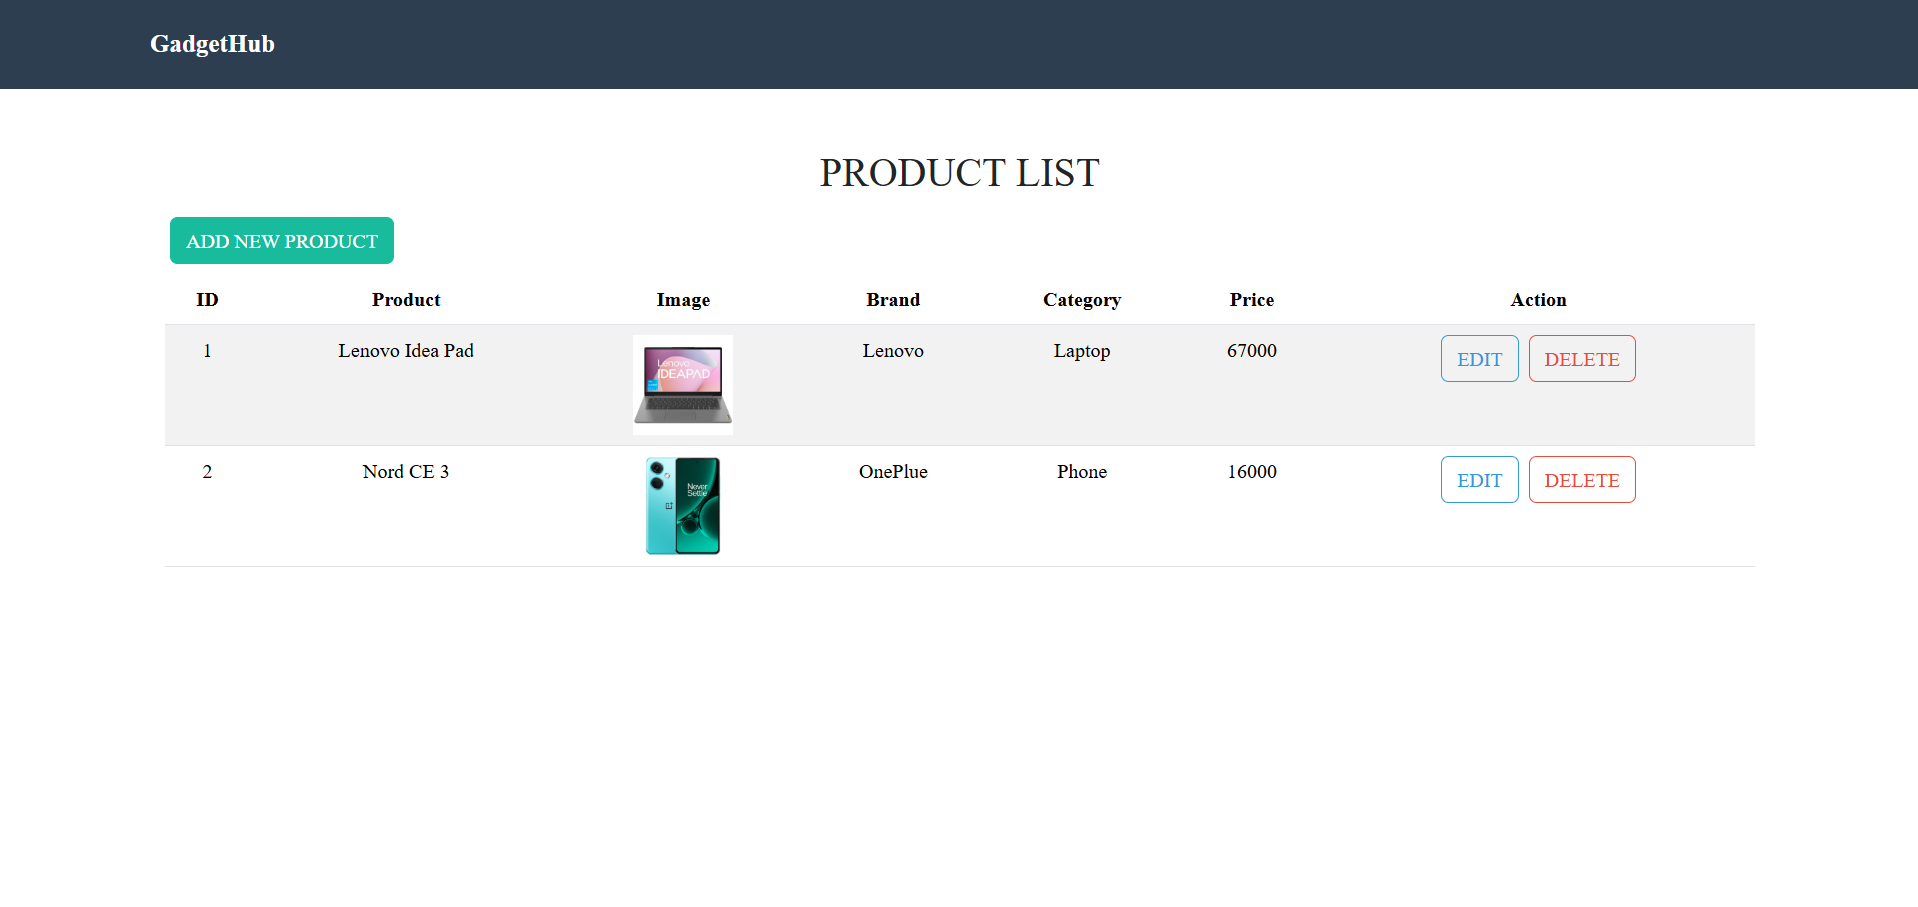 GadgetHub
PRODUCT LIST
ADD NEW PRODUCT
ID Product Image Brand Category Price Action
1 Lenovo Idea Pad Lenovo Laptop 67000 EDIT DELETE
Lenovo
IDEAPAD
2 Nord CE 3 OnePlue Phone 16000 EDIT DELETE
Never
Settle